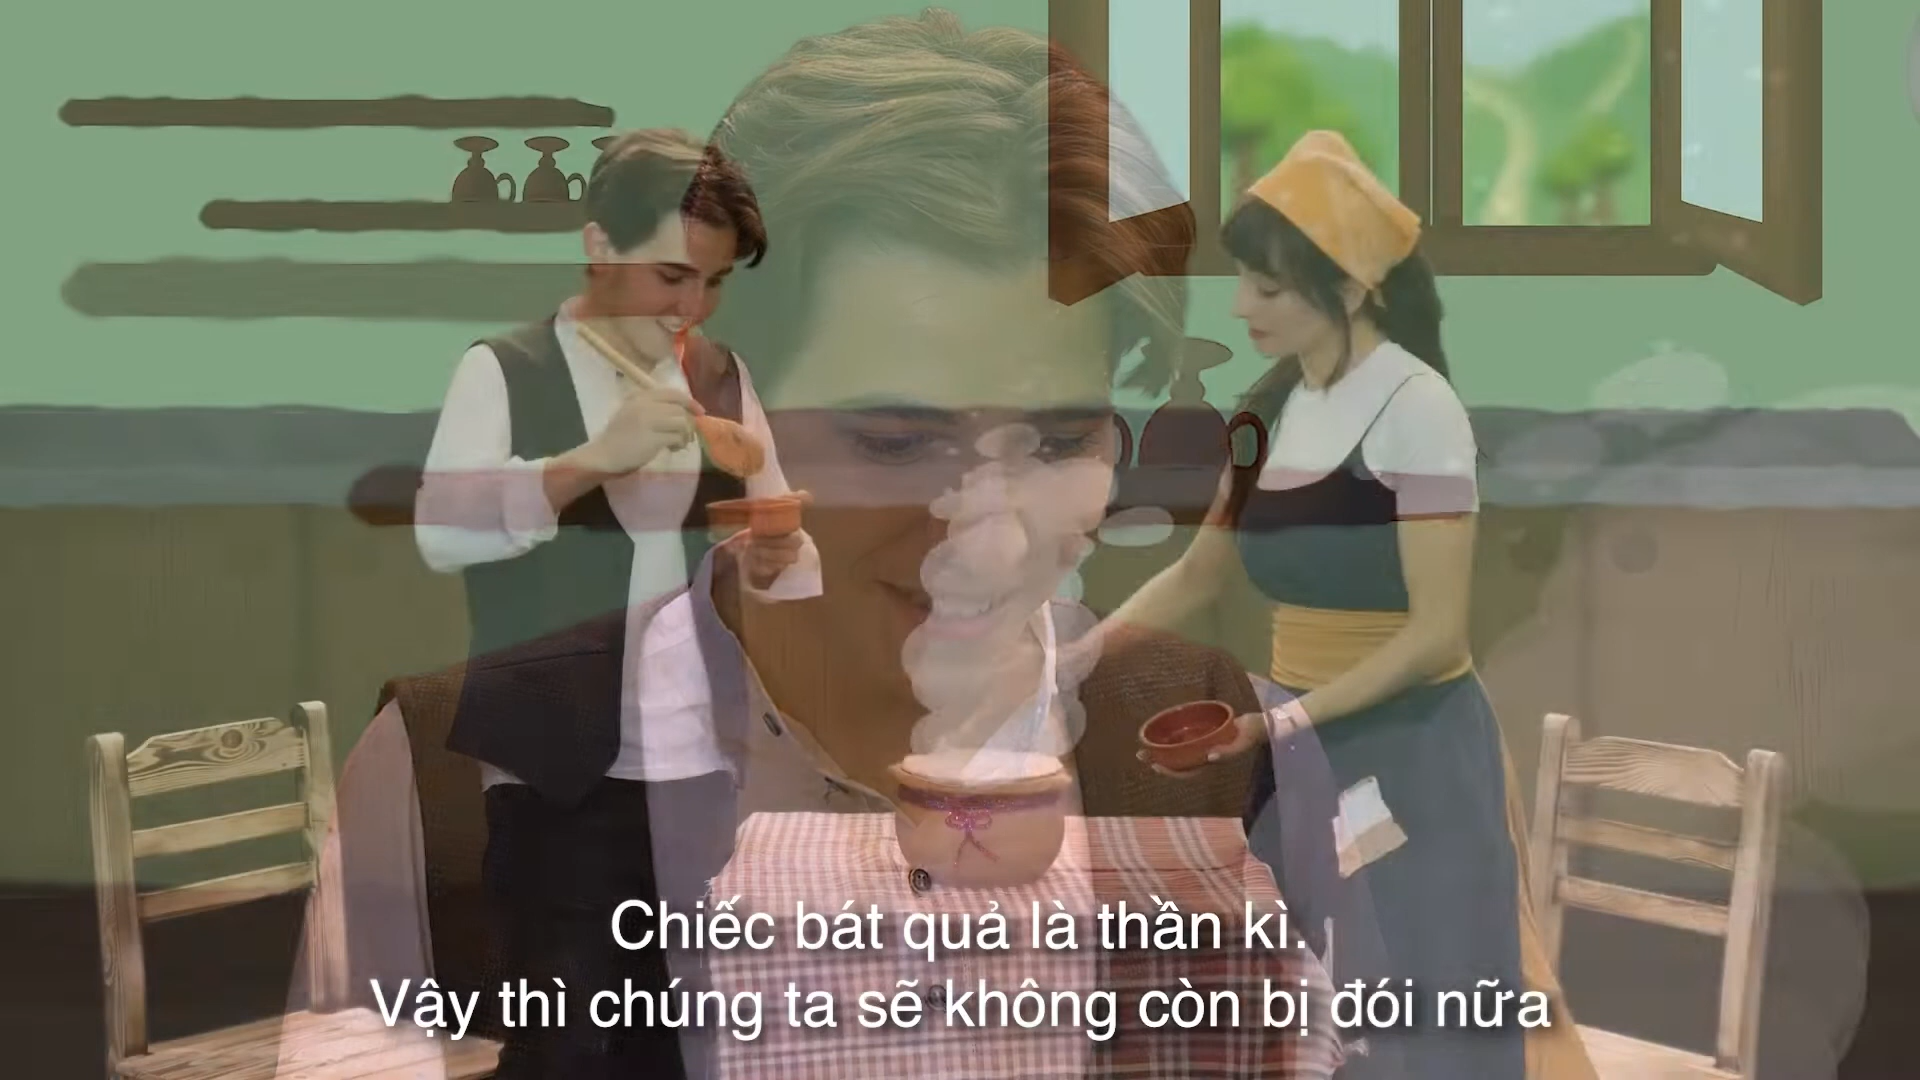 Chiếc bát quả là thần kì.
Vậy thì chúng ta sẽ không còn bị đói nữa